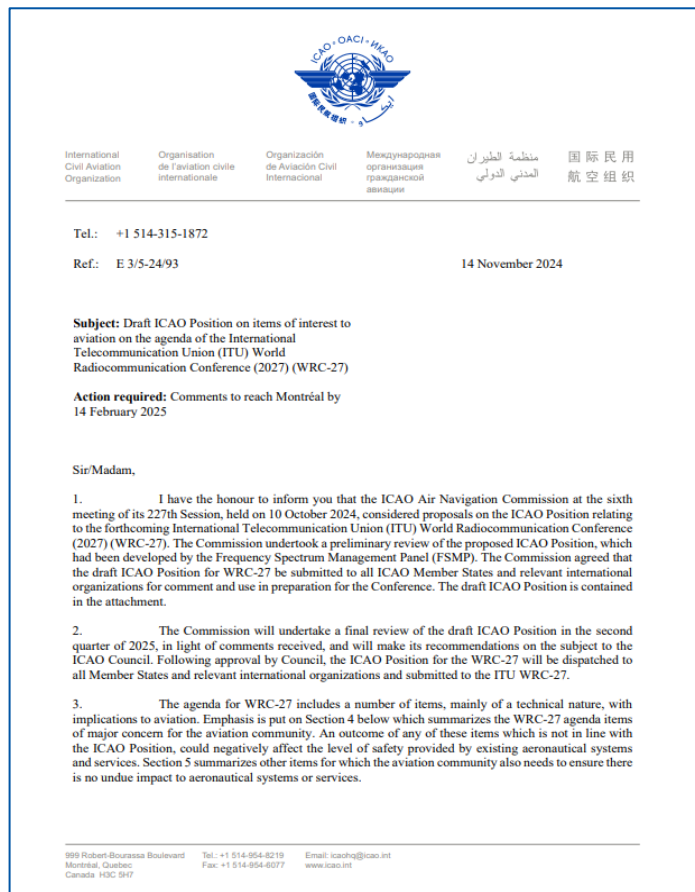 ICAO · OACI · ИКАО
国际民航组织 · إيكاو
International
Civil Aviation
Organization
Organisation
de l'aviation civile
internationale
Organización
de Aviación Civil
Internacional
Международная
организация
гражданской
авиации
منظمة الطيران
المدني الدولي
国际民用
航空组织
Tel.: +1 514-315-1872
Ref.: E 3/5-24/93 14 November 2024
Subject: Draft ICAO Position on items of interest to
aviation on the agenda of the International
Telecommunication Union (ITU) World
Radiocommunication Conference (2027) (WRC-27)
Action required: Comments to reach Montréal by
14 February 2025
Sir/Madam,
1. I have the honour to inform you that the ICAO Air Navigation Commission at the sixth
meeting of its 227th Session, held on 10 October 2024, considered proposals on the ICAO Position relating
to the forthcoming International Telecommunication Union (ITU) World Radiocommunication Conference
(2027) (WRC-27). The Commission undertook a preliminary review of the proposed ICAO Position, which
had been developed by the Frequency Spectrum Management Panel (FSMP). The Commission agreed that
the draft ICAO Position for WRC-27 be submitted to all ICAO Member States and relevant international
organizations for comment and use in preparation for the Conference. The draft ICAO Position is contained
in the attachment.
2. The Commission will undertake a final review of the draft ICAO Position in the second
quarter of 2025, in light of comments received, and will make its recommendations on the subject to the
ICAO Council. Following approval by Council, the ICAO Position for the WRC-27 will be dispatched to
all Member States and relevant international organizations and submitted to the ITU WRC-27.
3. The agenda for WRC-27 includes a number of items, mainly of a technical nature, with
implications to aviation. Emphasis is put on Section 4 below which summarizes the WRC-27 agenda items
of major concern for the aviation community. An outcome of any of these items which is not in line with
the ICAO Position, could negatively affect the level of safety provided by existing aeronautical systems
and services. Section 5 summarizes other items for which the aviation community also needs to ensure there
is no undue impact to aeronautical systems or services.
999 Robert-Bourassa Boulevard
Montréal, Quebec
Canada H3C 5H7
Tel.: +1 514-954-8219
Fax: +1 514-954-6077
Email: icaohq@icao.int
www.icao.int